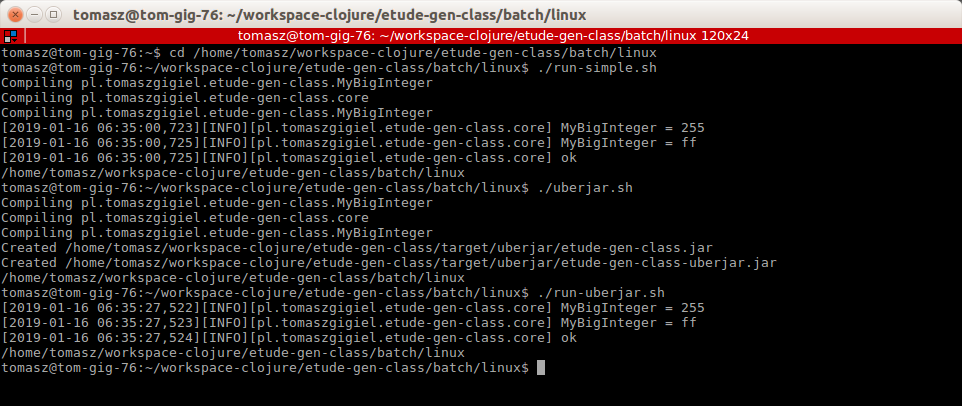 tomasz@tom-gig-76: ~/workspace-clojure/etude-gen-class/batch/linux
tomasz@tom-gig-76: ~/workspace-clojure/etude-gen-class/batch/linux 120x24
tomasz@tom-gig-76:~$ cd /home/tomasz/workspace-clojure/etude-gen-class/batch/linux
tomasz@tom-gig-76:~/workspace-clojure/etude-gen-class/batch/linux$ ./run-simple.sh
Compiling pl.tomaszgigiel.etude-gen-class.MyBigInteger
Compiling pl.tomaszgigiel.etude-gen-class.core
Compiling pl.tomaszgigiel.etude-gen-class.MyBigInteger
[2019-01-16 06:35:00,723][INFO][pl.tomaszgigiel.etude-gen-class.core] MyBigInteger = 255
[2019-01-16 06:35:00,725][INFO][pl.tomaszgigiel.etude-gen-class.core] MyBigInteger = ff
[2019-01-16 06:35:00,725][INFO][pl.tomaszgigiel.etude-gen-class.core] ok
/home/tomasz/workspace-clojure/etude-gen-class/batch/linux
tomasz@tom-gig-76:~/workspace-clojure/etude-gen-class/batch/linux$ ./uberjar.sh
Compiling pl.tomaszgigiel.etude-gen-class.MyBigInteger
Compiling pl.tomaszgigiel.etude-gen-class.core
Compiling pl.tomaszgigiel.etude-gen-class.MyBigInteger
Created /home/tomasz/workspace-clojure/etude-gen-class/target/uberjar/etude-gen-class.jar
Created /home/tomasz/workspace-clojure/etude-gen-class/target/uberjar/etude-gen-class-uberjar.jar
/home/tomasz/workspace-clojure/etude-gen-class/batch/linux
tomasz@tom-gig-76:~/workspace-clojure/etude-gen-class/batch/linux$ ./run-uberjar.sh
[2019-01-16 06:35:27,522][INFO][pl.tomaszgigiel.etude-gen-class.core] MyBigInteger = 255
[2019-01-16 06:35:27,523][INFO][pl.tomaszgigiel.etude-gen-class.core] MyBigInteger = ff
[2019-01-16 06:35:27,524][INFO][pl.tomaszgigiel.etude-gen-class.core] ok
/home/tomasz/workspace-clojure/etude-gen-class/batch/linux
tomasz@tom-gig-76:~/workspace-clojure/etude-gen-class/batch/linux$